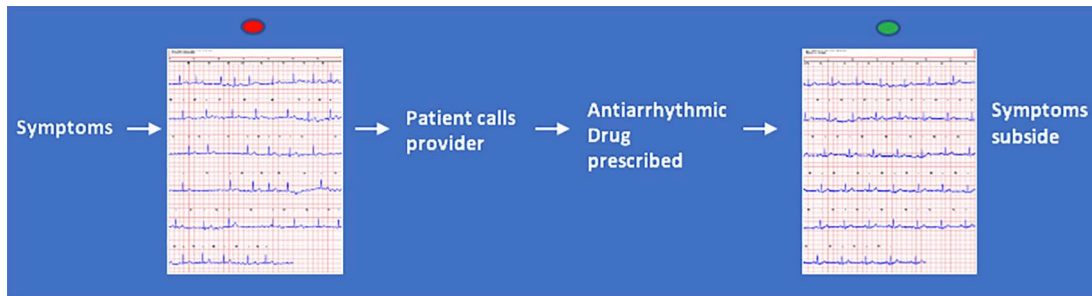 Symptoms
Patient calls
provider
Antiarrhythmic
Drug
prescribed
Symptoms
subside